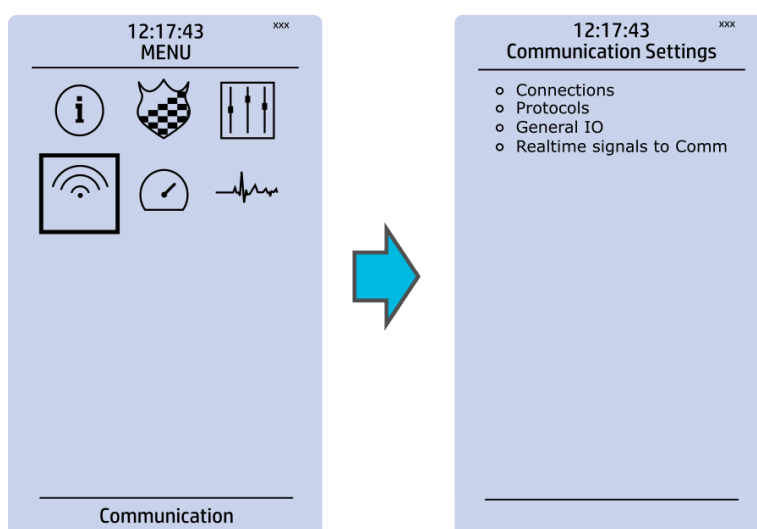 12:17:43
xxx
MENU
i
Communication
12:17:43
xxx
Communication Settings
Connections
Protocols
General IO
Realtime signals to Comm